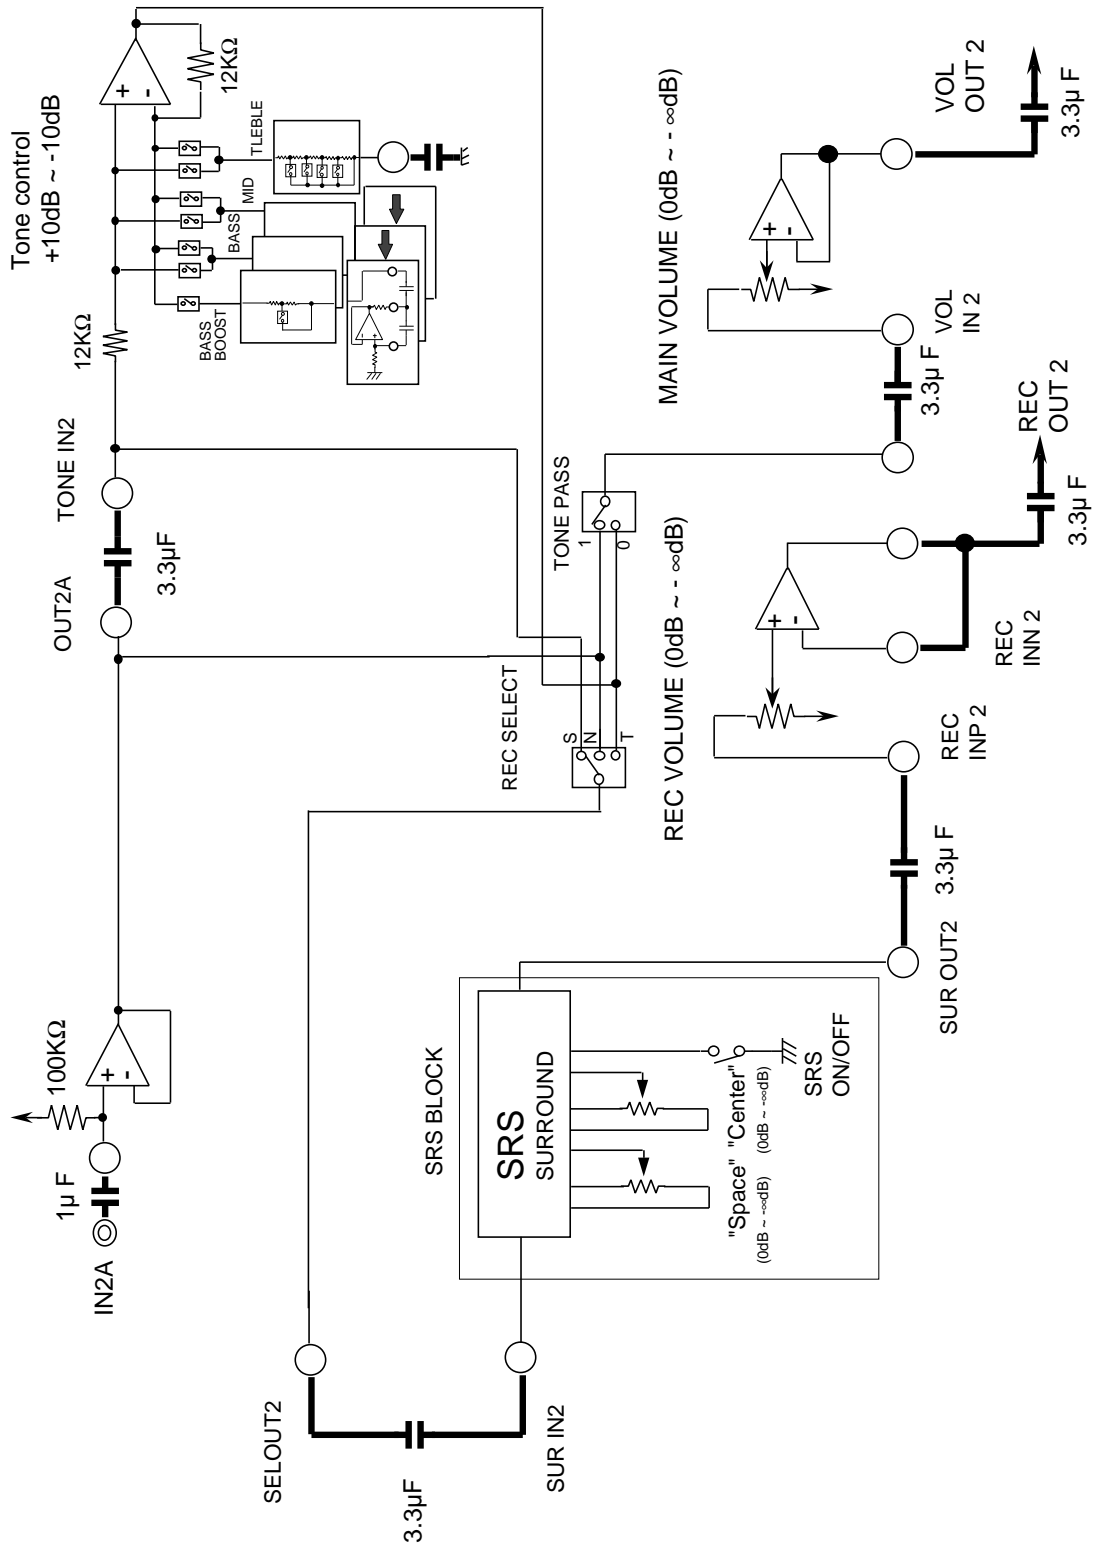 Tone control
+10dB ~ -10dB
12KΩ
+
-
12KΩ
TLEBLE
MID
BASS
BASS
BOOST
TONE IN2
3.3μF
OUT2A
100KΩ
+
-
1μ F
IN2A
MAIN VOLUME (0dB ~ - ∞dB)
+
-
VOL
OUT 2
3.3μ F
VOL
IN 2
3.3μ F
TONE PASS
1
0
REC SELECT
S
N
T
REC VOLUME (0dB ~ - ∞dB)
+
-
REC
OUT 2
3.3μ F
REC
INN 2
REC
INP 2
3.3μ F
SUR OUT2
SRS BLOCK
SRS
SURROUND
"Space"
(0dB ~ -∞dB)
"Center"
(0dB ~ -∞dB)
SRS
ON/OFF
SELOUT2
3.3μF
SUR IN2